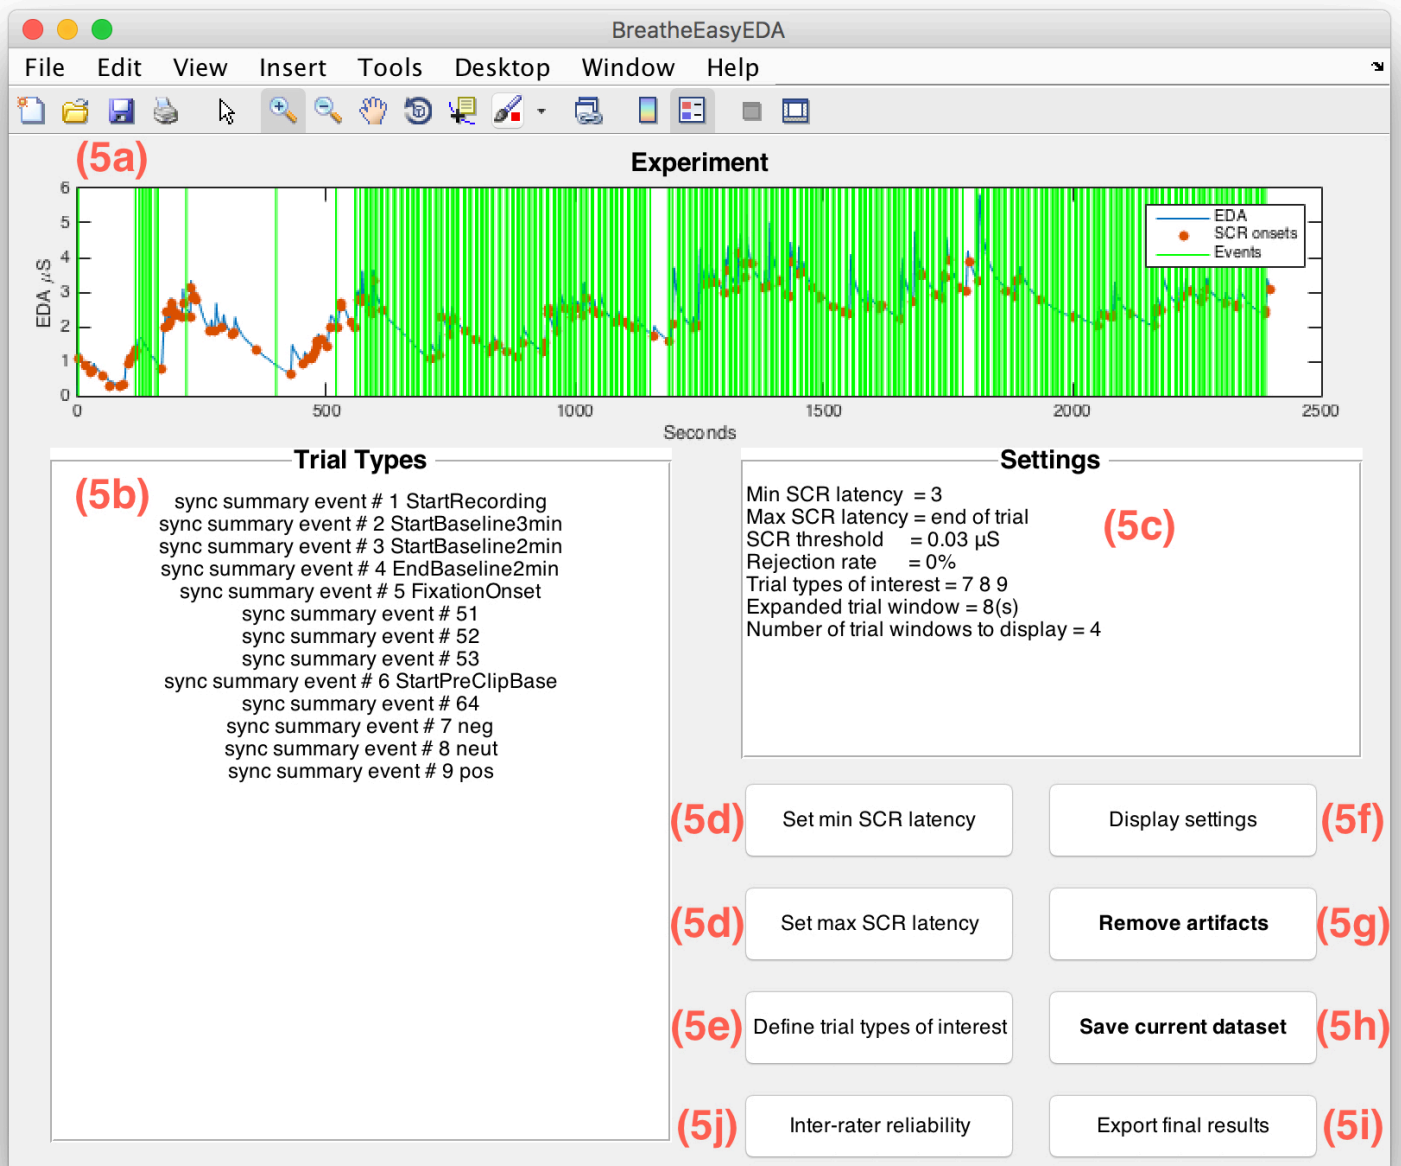 BreatheEasyEDA
File Edit View Insert Tools Desktop Window Help
(5a)
Experiment
6
5
4
3
2
1
0
EDA µS
EDA
SCR onsets
Events
0 500 1000 1500 2000 2500
Seconds
Trial Types
(5b)
sync summary event # 1 StartRecording
sync summary event # 2 StartBaseline3min
sync summary event # 3 StartBaseline2min
sync summary event # 4 EndBaseline2min
sync summary event # 5 FixationOnset
sync summary event # 51
sync summary event # 52
sync summary event # 53
sync summary event # 6 StartPreClipBase
sync summary event # 64
sync summary event # 7 neg
sync summary event # 8 neut
sync summary event # 9 pos
Settings
Min SCR latency = 3
Max SCR latency = end of trial
SCR threshold = 0.03 µS
Rejection rate = 0%
Trial types of interest = 7 8 9
Expanded trial window = 8(s)
Number of trial windows to display = 4
(5c)
(5d) Set min SCR latency
Display settings (5f)
(5d) Set max SCR latency
Remove artifacts (5g)
(5e) Define trial types of interest
Save current dataset (5h)
(5j) Inter-rater reliability
Export final results (5i)